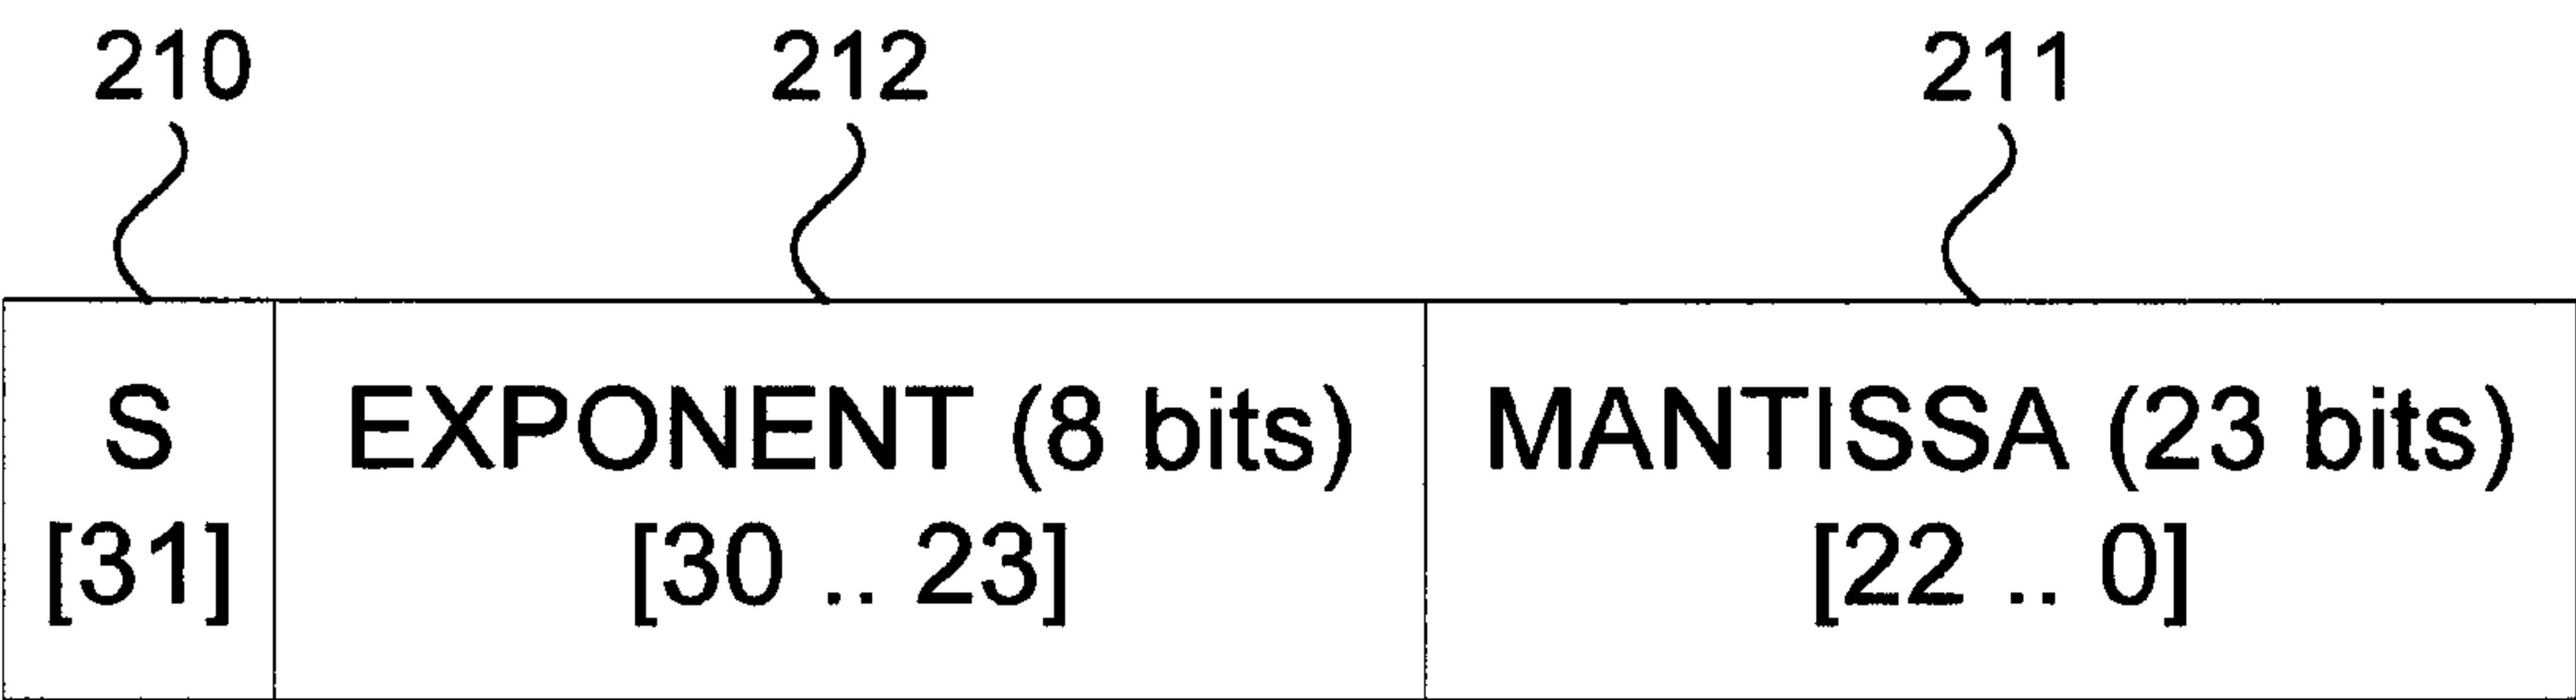 210 212 211
S EXPONENT (8 bits) MANTISSA (23 bits)
[31] [30 .. 23] [22 .. 0]